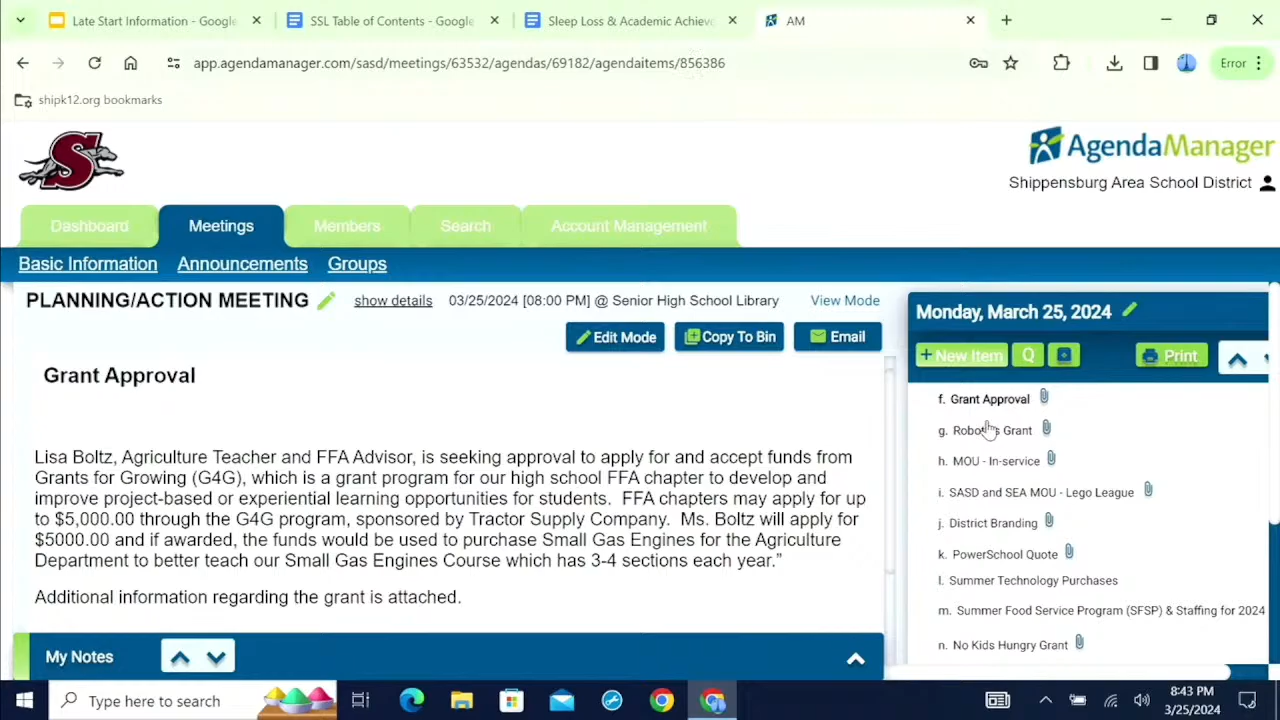 Late Start Information - Google
SSL Table of Contents - Google
Sleep Loss & Academic Achieve
AM
app.agendamanager.com/sasd/meetings/63532/agendas/69182/agendaitems/856386
Error
shipk12.org bookmarks
S
AgendaManager
Shippensburg Area School District
Dashboard
Meetings
Members
Search
Account Management
Basic Information
Announcements
Groups
PLANNING/ACTION MEETING
show details
03/25/2024 [08:00 PM] @ Senior High School Library
View Mode
Edit Mode
Copy To Bin
Email
Grant Approval
Lisa Boltz, Agriculture Teacher and FFA Advisor, is seeking approval to apply for and accept funds from
Grants for Growing (G4G), which is a grant program for our high school FFA chapter to develop and
improve project-based or experiential learning opportunities for students. FFA chapters may apply for up
to $5,000.00 through the G4G program, sponsored by Tractor Supply Company. Ms. Boltz will apply for
$5000.00 and if awarded, the funds would be used to purchase Small Gas Engines for the Agriculture
Department to better teach our Small Gas Engines Course which has 3-4 sections each year.”
Additional information regarding the grant is attached.
My Notes
Monday, March 25, 2024
+ New Item
Q
Print
f. Grant Approval
g. Robotics Grant
h. MOU - In-service
i. SASD and SEA MOU - Lego League
j. District Branding
k. PowerSchool Quote
l. Summer Technology Purchases
m. Summer Food Service Program (SFSP) & Staffing for 2024
n. No Kids Hungry Grant
Type here to search
8:43 PM
3/25/2024